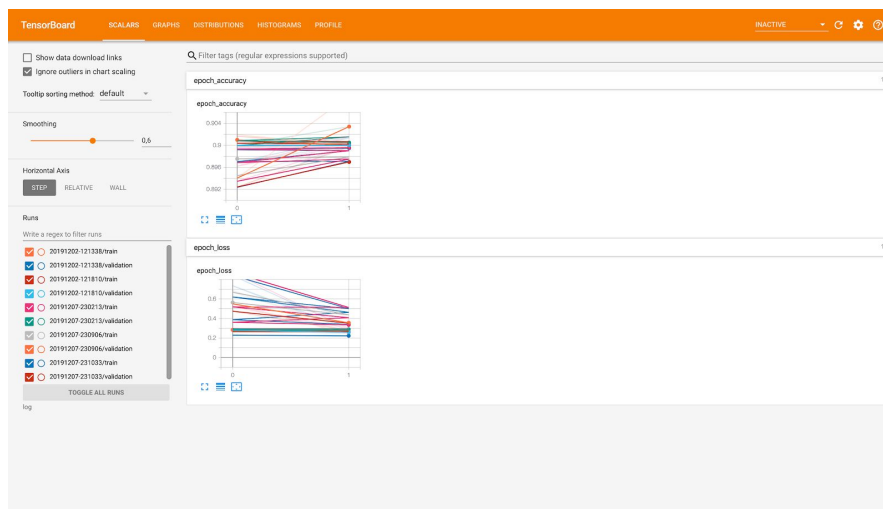 TensorBoard SCALARS GRAPHS DISTRIBUTIONS HISTOGRAMS PROFILE INACTIVE
Show data download links
Ignore outliers in chart scaling
Tooltip sorting method: default
Smoothing
0,6
Horizontal Axis
STEP RELATIVE WALL
Runs
Write a regex to filter runs
20191202-121338/train
20191202-121338/validation
20191202-121810/train
20191202-121810/validation
20191207-230213/train
20191207-230213/validation
20191207-230906/train
20191207-230906/validation
20191207-231033/train
20191207-231033/validation
TOGGLE ALL RUNS
log
Filter tags (regular expressions supported)
epoch_accuracy
epoch_accuracy
0.904
0.9
0.896
0.892
0 1
epoch_loss
epoch_loss
0.6
0.4
0.2
0
0 1